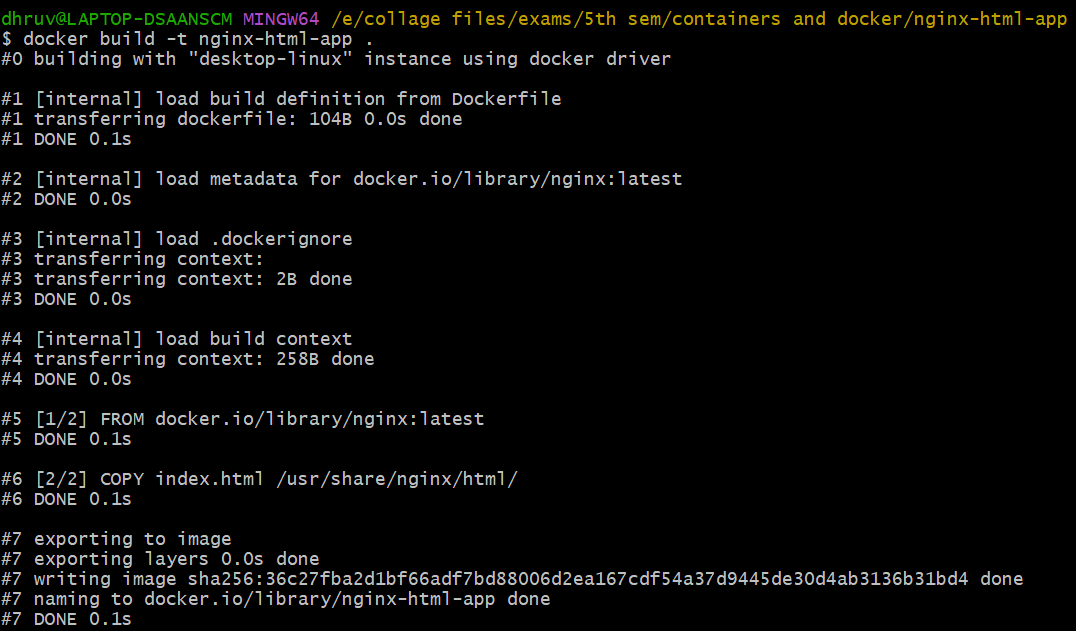 dhruv@LAPTOP-DSAANSCM MINGW64 /e/collage files/exams/5th sem/containers and docker/nginx-html-app
$ docker build -t nginx-html-app .
#0 building with "desktop-linux" instance using docker driver
#1 [internal] load build definition from Dockerfile
#1 transferring dockerfile: 104B 0.0s done
#1 DONE 0.1s
#2 [internal] load metadata for docker.io/library/nginx:latest
#2 DONE 0.0s
#3 [internal] load .dockerignore
#3 transferring context:
#3 transferring context: 2B done
#3 DONE 0.0s
#4 [internal] load build context
#4 transferring context: 258B done
#4 DONE 0.0s
#5 [1/2] FROM docker.io/library/nginx:latest
#5 DONE 0.1s
#6 [2/2] COPY index.html /usr/share/nginx/html/
#6 DONE 0.1s
#7 exporting to image
#7 exporting layers 0.0s done
#7 writing image sha256:36c27fba2d1bf66adf7bd88006d2ea167cdf54a37d9445de30d4ab3136b31bd4 done
#7 naming to docker.io/library/nginx-html-app done
#7 DONE 0.1s